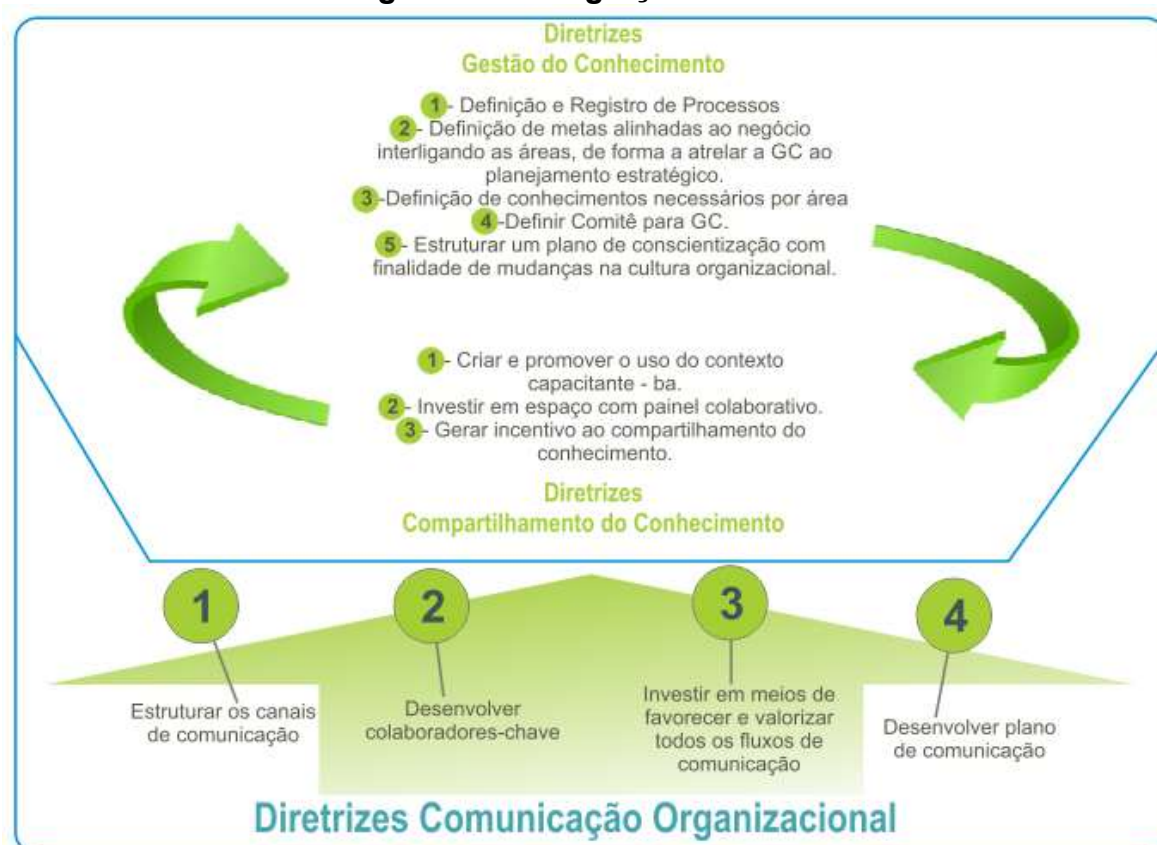 Diretrizes
Gestão do Conhecimento
1 - Definição e Registro de Processos
2 - Definição de metas alinhadas ao negócio
interligando as áreas, de forma a atrelar a GC ao
planejamento estratégico.
3 -Definição de conhecimentos necessários por área
4 -Definir Comitê para GC.
5 - Estruturar um plano de conscientização com
finalidade de mudanças na cultura organizacional.
1 - Criar e promover o uso do contexto
capacitante - ba.
2 - Investir em espaço com painel colaborativo.
3 - Gerar incentivo ao compartilhamento do
conhecimento.
Diretrizes
Compartilhamento do Conhecimento
1
Estruturar os canais
de comunicação
2
Desenvolver
colaboradores-chave
3
Investir em meios de
favorecer e valorizar
todos os fluxos de
comunicação
4
Desenvolver plano
de comunicação
Diretrizes Comunicação Organizacional